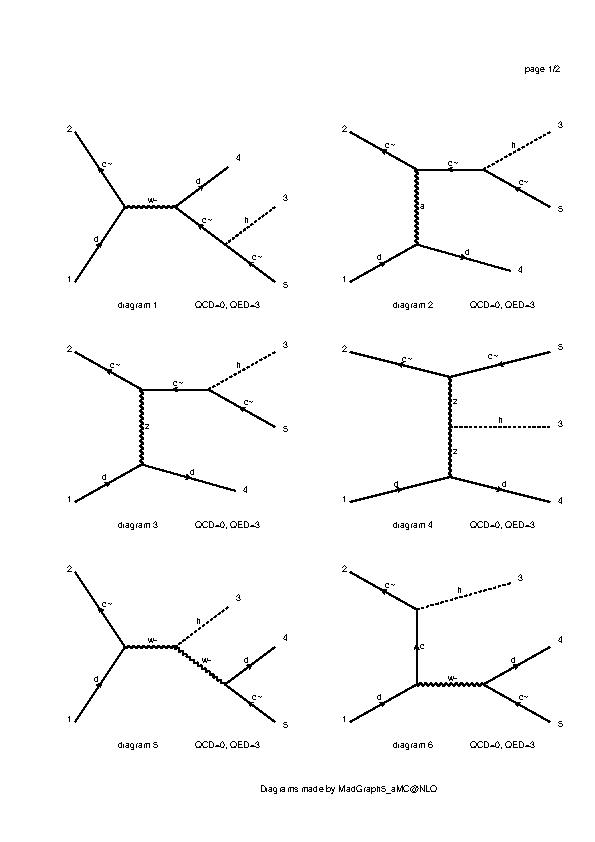 page 1/2
2 c~ d 1 w- d 4 c~ h 3 c~ 5
diagram 1 QCD=0, QED=3
2 c~ c~ h 3 c~ 5 a d 1 d 4
diagram 2 QCD=0, QED=3
2 c~ c~ h 3 c~ 5 z d 1 d 4
diagram 3 QCD=0, QED=3
2 c~ c~ 5 z h 3 z d 1 d 4
diagram 4 QCD=0, QED=3
2 c~ d 1 w- h 3 w- d 4 c~ 5
diagram 5 QCD=0, QED=3
2 c~ h 3 c d 1 w- d 4 c~ 5
diagram 6 QCD=0, QED=3
Diagrams made by MadGraph5_aMC@NLO